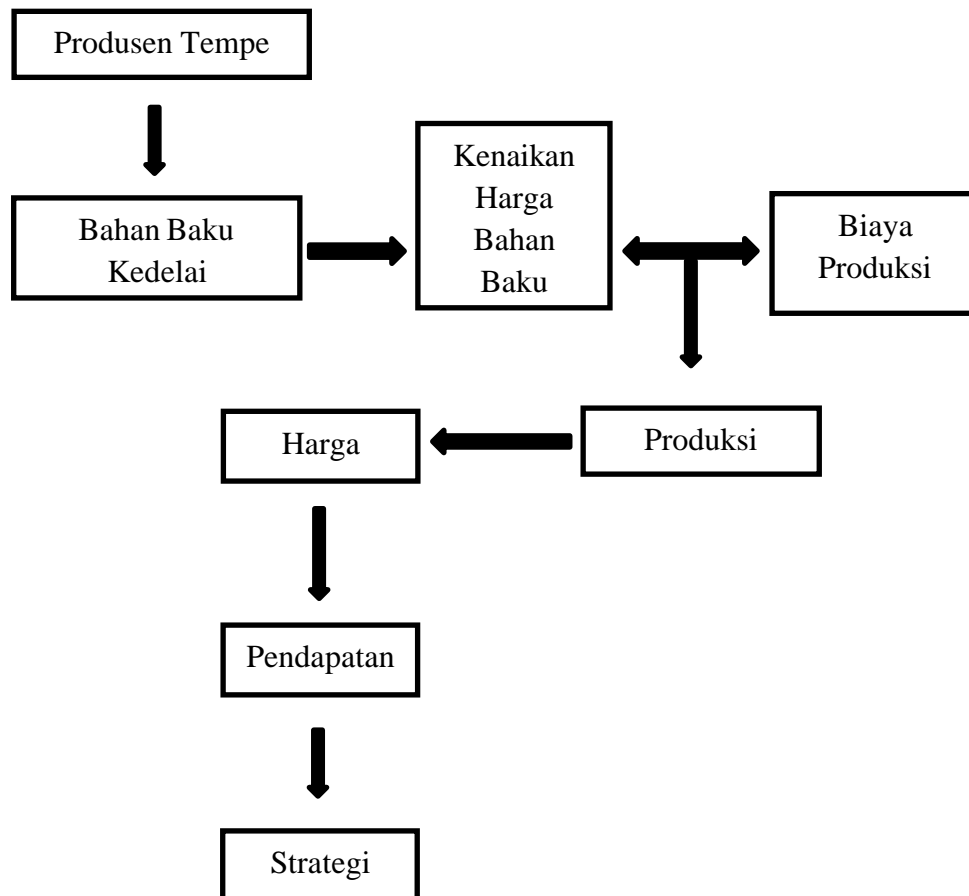 Produsen Tempe
Kenaikan
Harga
Bahan
Baku
Bahan Baku
Kedelai
Biaya
Produksi
Harga
Produksi
Pendapatan
Strategi